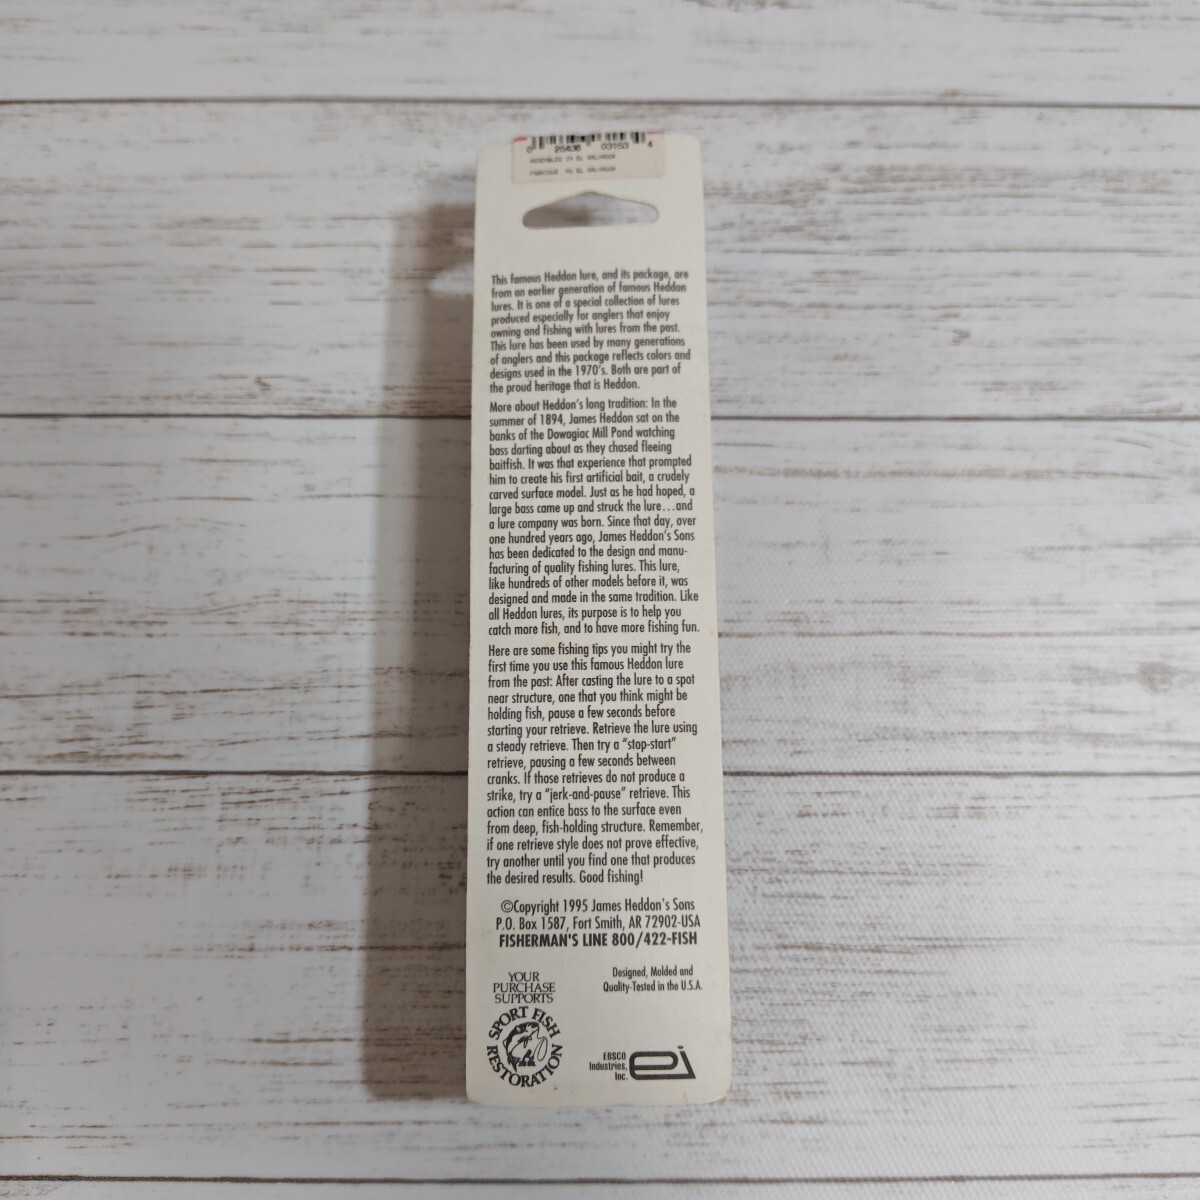 0 25436 03153 4
ASSEMBLED IN EL SALVADOR
FABRIQUE AU EL SALVADOR
This famous Heddon lure, and its package, are
from an earlier generation of famous Heddon
lures. It is one of a special collection of lures
produced especially for anglers that enjoy
owning and fishing with lures from the past.
This lure has been used by many generations
of anglers and this package reflects colors and
designs used in the 1970's. Both are part of
the proud heritage that is Heddon.
More about Heddon's long tradition: In the
summer of 1894, James Heddon sat on the
banks of the Dowagiac Mill Pond watching
bass darting about as they chased fleeing
baitfish. It was that experience that prompted
him to create his first artificial bait, a crudely
carved surface model. Just as he had hoped, a
large bass came up and struck the lure...and
a lure company was born. Since that day, over
one hundred years ago, James Heddon's Sons
has been dedicated to the design and manu-
facturing of quality fishing lures. This lure,
like hundreds of other models before it, was
designed and made in the same tradition. Like
all Heddon lures, its purpose is to help you
catch more fish, and to have more fishing fun.
Here are some fishing tips you might try the
first time you use this famous Heddon lure
from the past: After casting the lure to a spot
near structure, one that you think might be
holding fish, pause a few seconds before
starting your retrieve. Retrieve the lure using
a steady retrieve. Then try a "stop-start"
retrieve, pausing a few seconds between
cranks. If those retrieves do not produce a
strike, try a "jerk-and-pause" retrieve. This
action can entice bass to the surface even
from deep, fish-holding structure. Remember,
if one retrieve style does not prove effective,
try another until you find one that produces
the desired results. Good fishing!
©Copyright 1995 James Heddon's Sons
P.O. Box 1587, Fort Smith, AR 72902-USA
FISHERMAN'S LINE 800/422-FISH
YOUR
PURCHASE
SUPPORTS
SPORT FISH
RESTORATION
Designed, Molded and
Quality-Tested in the U.S.A.
EBSCO
Industries,
Inc.
ei